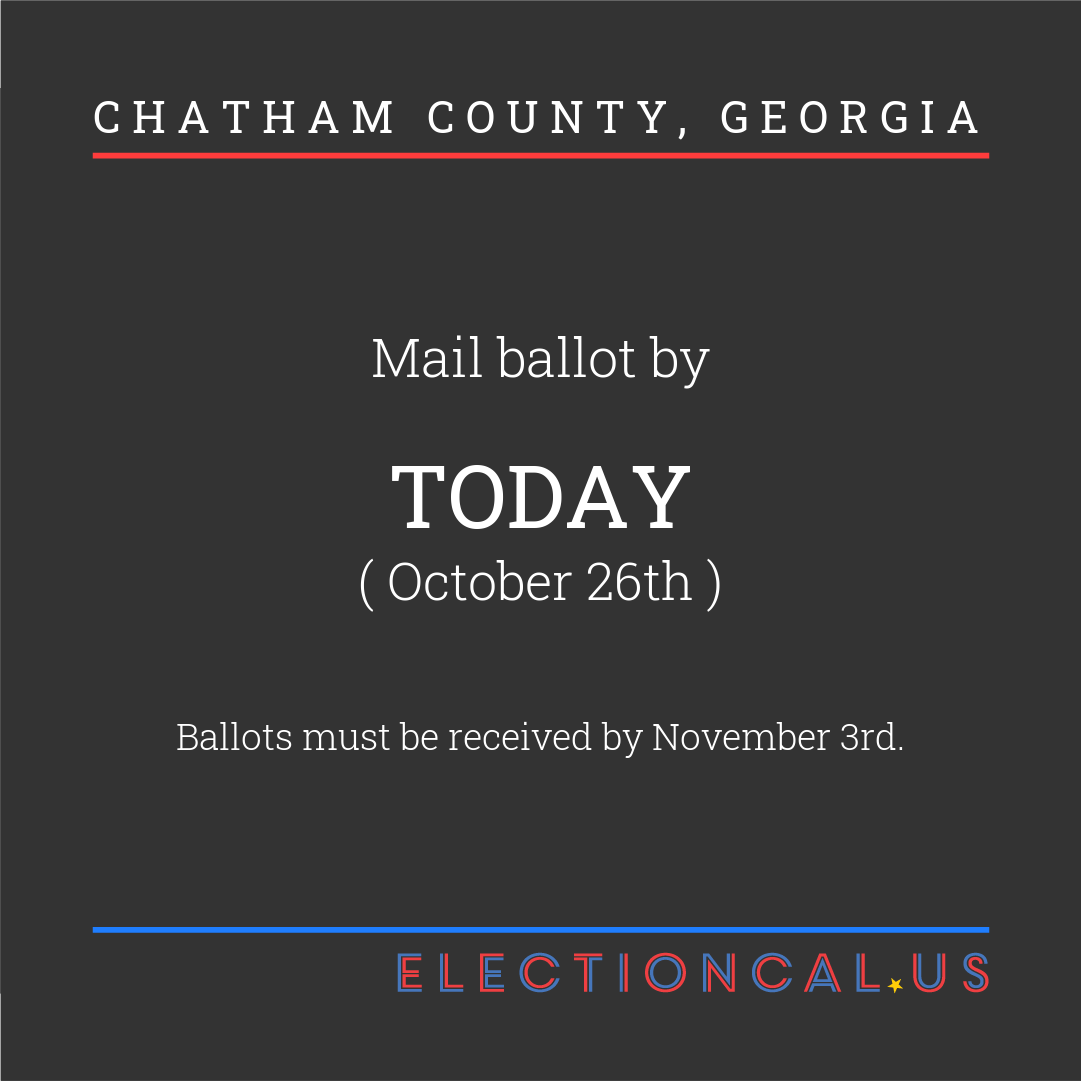 CHATHAM COUNTY, GEORGIA
Mail ballot by
TODAY
( October 26th )
Ballots must be received by November 3rd.
ELECTIONCAL.US